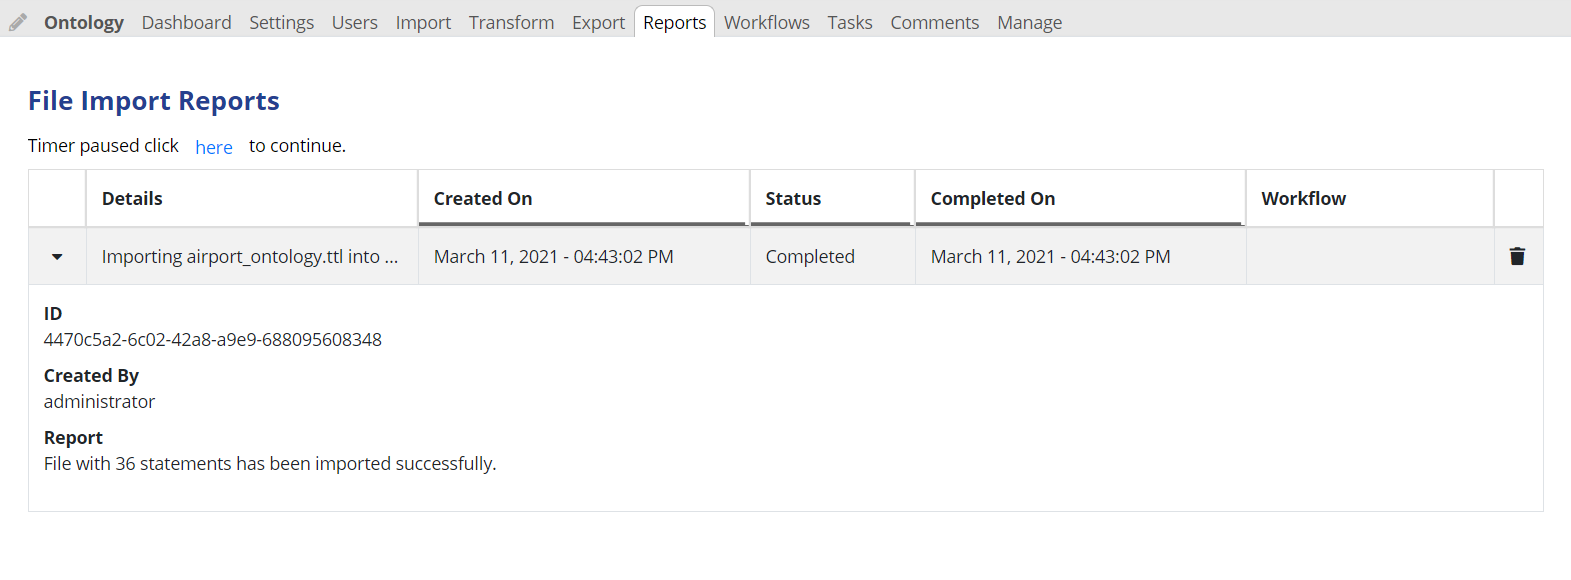 Ontology Dashboard Settings Users Import Transform Export Reports Workflows Tasks Comments Manage
File Import Reports
Timer paused click here to continue.
Details Created On Status Completed On Workflow
Importing airport_ontology.ttl into ... March 11, 2021 - 04:43:02 PM Completed March 11, 2021 - 04:43:02 PM
ID
4470c5a2-6c02-42a8-a9e9-688095608348
Created By
administrator
Report
File with 36 statements has been imported successfully.